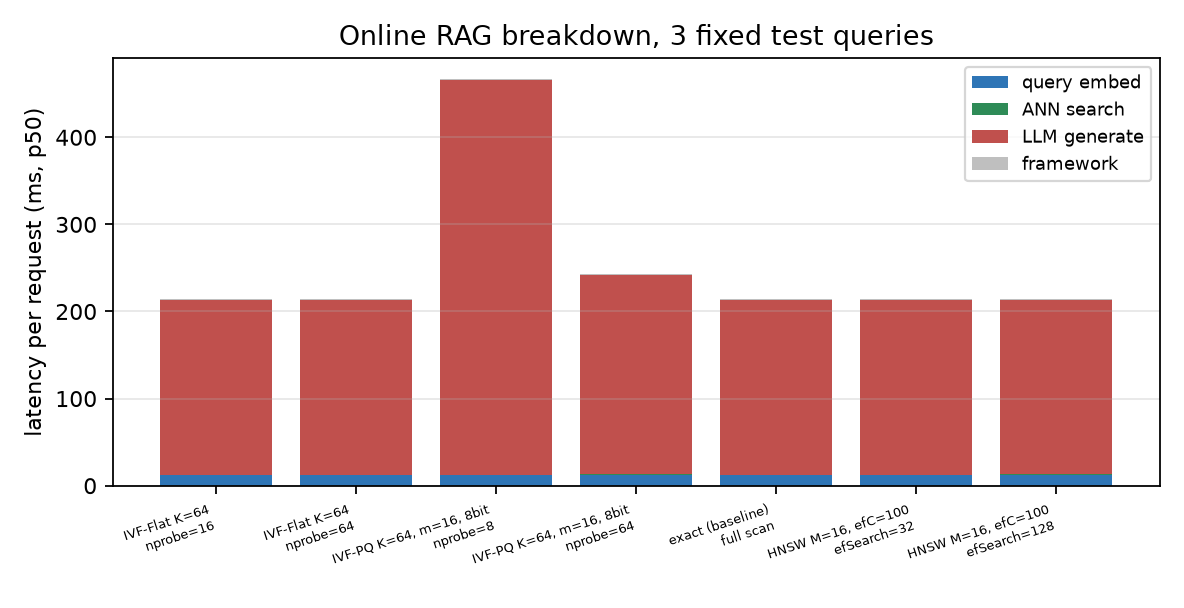 Online RAG breakdown, 3 fixed test queries
latency per request (ms, p50)
400
300
200
100
0
query embed
ANN search
LLM generate
framework
IVF-Flat K=64
nprobe=16
IVF-Flat K=64
nprobe=64
IVF-PQ K=64, m=16, 8bit
nprobe=8
IVF-PQ K=64, m=16, 8bit
nprobe=64
exact (baseline)
full scan
HNSW M=16, efC=100
efSearch=32
HNSW M=16, efC=100
efSearch=128